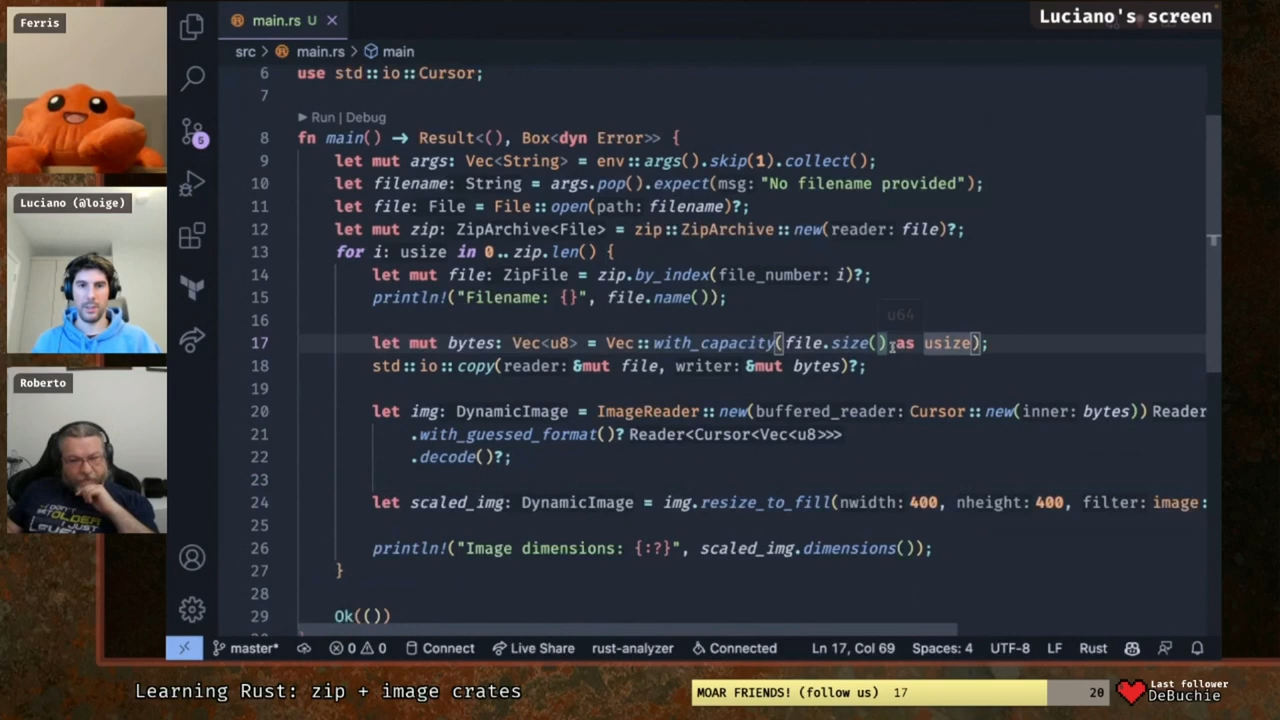 Ferris
Luciano (@loige)
Roberto
main.rs U
Luciano's screen
src > main.rs > main
5
6 use std::io::Cursor;
7
Run | Debug
8 fn main() → Result<(), Box<dyn Error>> {
9 let mut args: Vec<String> = env::args().skip(1).collect();
10 let filename: String = args.pop().expect(msg: "No filename provided");
11 let file: File = File::open(path: filename)?;
12 let mut zip: ZipArchive<File> = zip::ZipArchive::new(reader: file)?;
13 for i: usize in 0..zip.len() {
14 let mut file: ZipFile = zip.by_index(file_number: i)?;
15 println!("Filename: {}", file.name());
16
u64
17 let mut bytes: Vec<u8> = Vec::with_capacity(file.size() as usize);
18 std::io::copy(reader: &mut file, writer: &mut bytes)?;
19
20 let img: DynamicImage = ImageReader::new(buffered_reader: Cursor::new(inner: bytes)) Reader
21 .with_guessed_format()? Reader<Cursor<Vec<u8>>>
22 .decode()?;
23
24 let scaled_img: DynamicImage = img.resize_to_fill(nwidth: 400, nheight: 400, filter: image:
25
26 println!("Image dimensions: {:?}", scaled_img.dimensions());
27 }
28
29 Ok(())
master* 0 0 Connect Live Share rust-analyzer Connected Ln 17, Col 69 Spaces: 4 UTF-8 LF Rust
Learning Rust: zip + image crates
MOAR FRIENDS! (follow us) 17 20
Last follower
DeBuchie